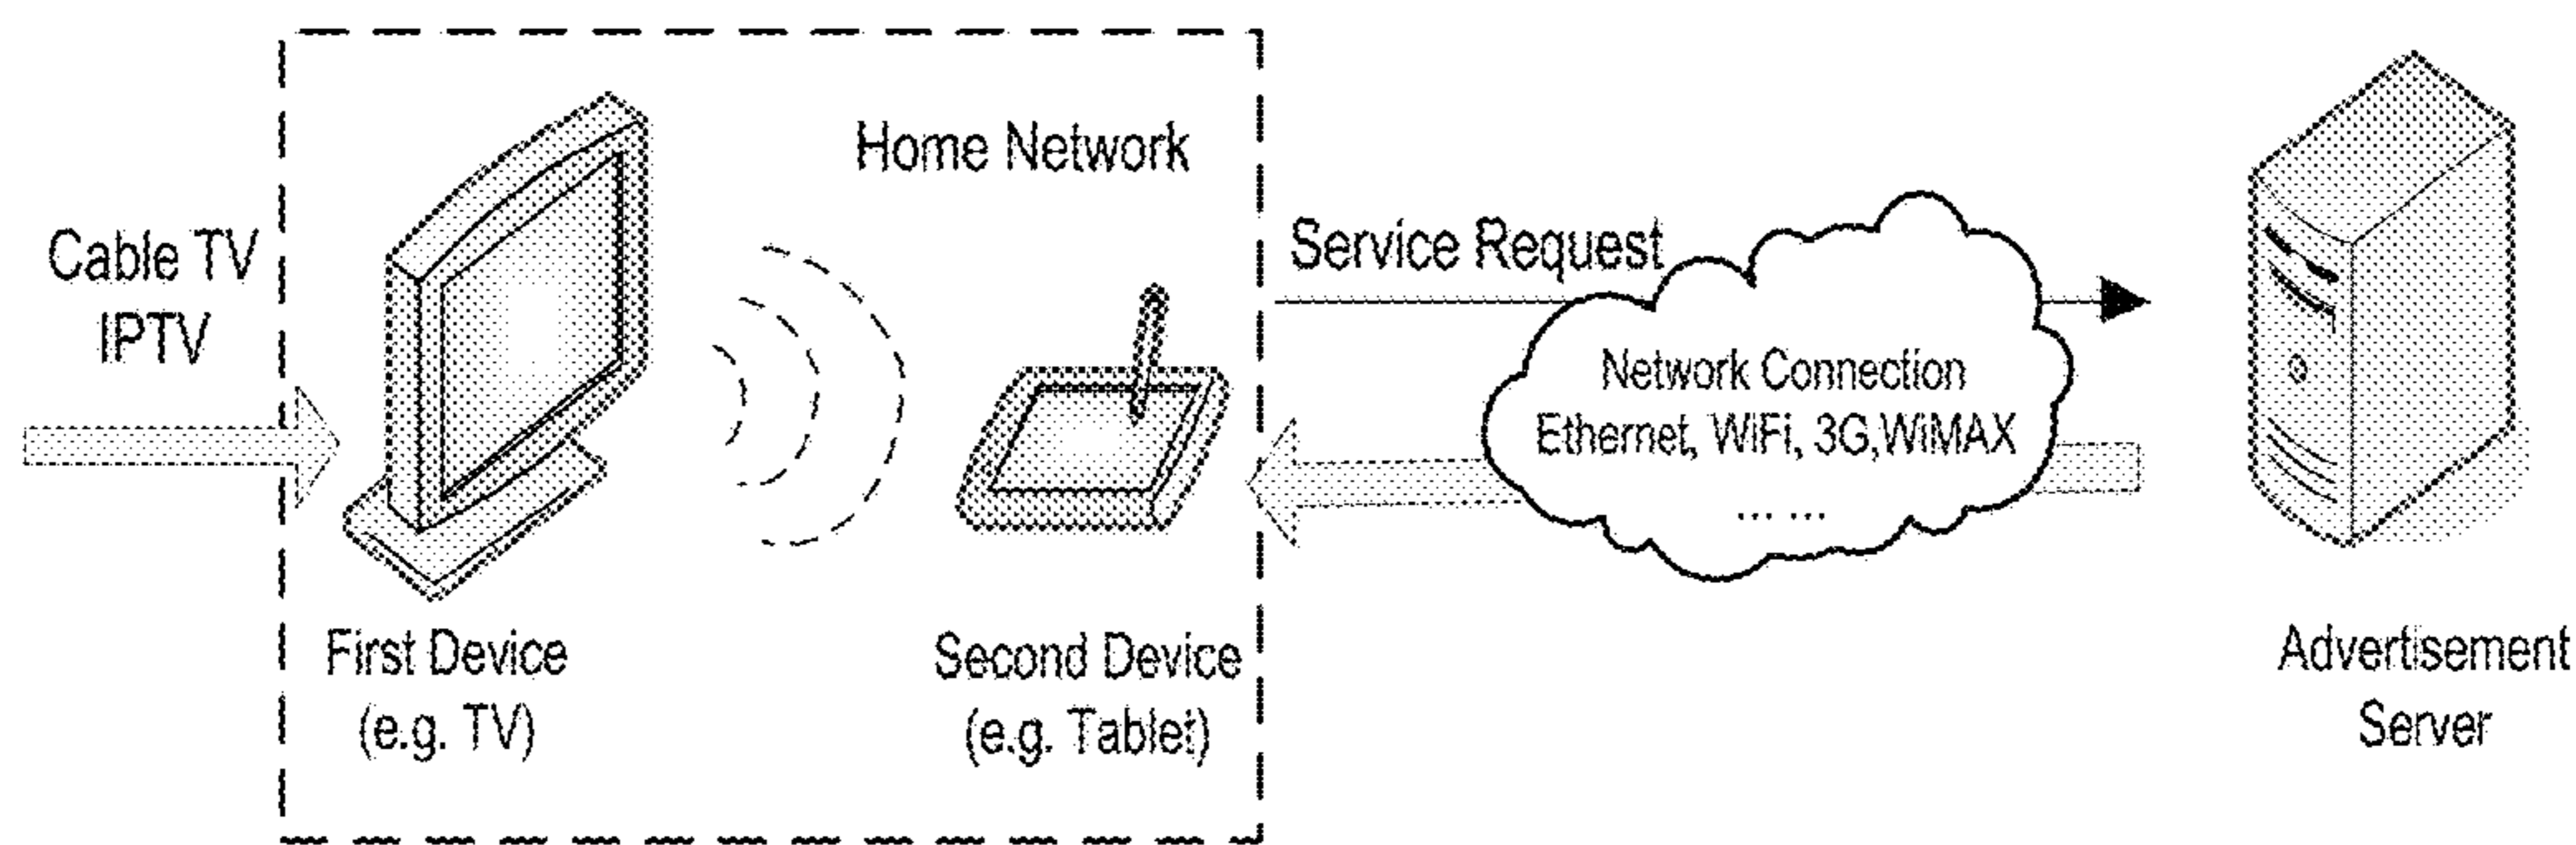 Cable TV
IPTV
Home Network
First Device
(e.g. TV)
Second Device
(e.g. Tablet)
Service Request
Network Connection
Ethernet, WiFi, 3G,WiMAX
... ...
Advertisement
Server